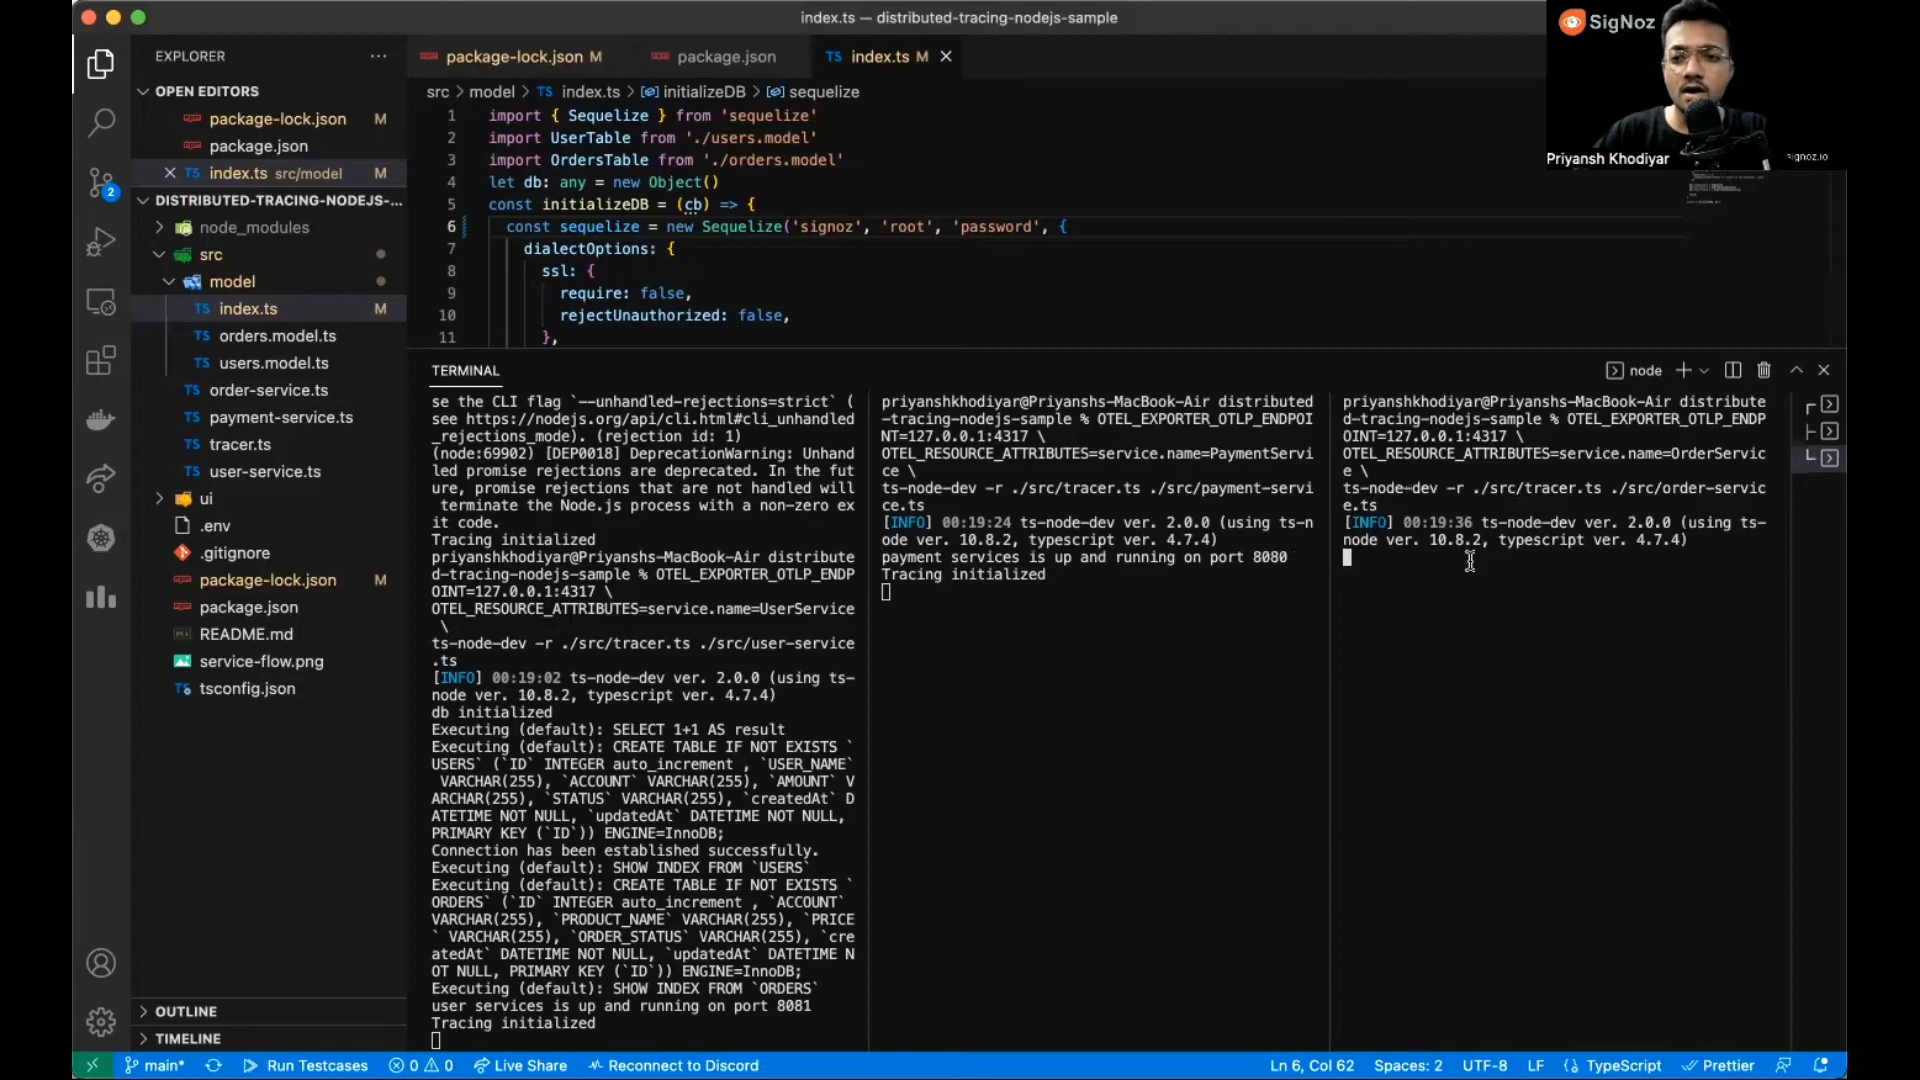 index.ts — distributed-tracing-nodejs-sample
SigNoz
Priyansh Khodiyar
signoz.io
EXPLORER
OPEN EDITORS
package-lock.json M
package.json
index.ts src/model M
DISTRIBUTED-TRACING-NODEJS-...
node_modules
src
model
TS index.ts M
TS orders.model.ts
TS users.model.ts
TS order-service.ts
TS payment-service.ts
TS tracer.ts
TS user-service.ts
ui
.env
.gitignore
package-lock.json M
package.json
README.md
service-flow.png
tsconfig.json
OUTLINE
TIMELINE
2
package-lock.json M package.json TS index.ts M
src > model > TS index.ts > initializeDB > sequelize
1 import { Sequelize } from 'sequelize'
2 import UserTable from './users.model'
3 import OrdersTable from './orders.model'
4 let db: any = new Object()
5 const initializeDB = (cb) => {
6 const sequelize = new Sequelize('signoz', 'root', 'password', {
7 dialectOptions: {
8 ssl: {
9 require: false,
10 rejectUnauthorized: false,
11 },
TERMINAL
node
se the CLI flag `--unhandled-rejections=strict` (
see https://nodejs.org/api/cli.html#cli_unhandled
_rejections_mode). (rejection id: 1)
(node:69902) [DEP0018] DeprecationWarning: Unhand
led promise rejections are deprecated. In the fut
ure, promise rejections that are not handled will
terminate the Node.js process with a non-zero ex
it code.
Tracing initialized
priyanshkhodiyar@Priyanshs-MacBook-Air distribute
d-tracing-nodejs-sample % OTEL_EXPORTER_OTLP_ENDP
OINT=127.0.0.1:4317 \
OTEL_RESOURCE_ATTRIBUTES=service.name=UserService
\
ts-node-dev -r ./src/tracer.ts ./src/user-service
.ts
[INFO] 00:19:02 ts-node-dev ver. 2.0.0 (using ts-
node ver. 10.8.2, typescript ver. 4.7.4)
db initialized
Executing (default): SELECT 1+1 AS result
Executing (default): CREATE TABLE IF NOT EXISTS `
USERS` (`ID` INTEGER auto_increment , `USER_NAME`
VARCHAR(255), `ACCOUNT` VARCHAR(255), `AMOUNT` V
ARCHAR(255), `STATUS` VARCHAR(255), `createdAt` D
ATETIME NOT NULL, `updatedAt` DATETIME NOT NULL,
PRIMARY KEY (`ID`)) ENGINE=InnoDB;
Connection has been established successfully.
Executing (default): SHOW INDEX FROM `USERS`
Executing (default): CREATE TABLE IF NOT EXISTS `
ORDERS` (`ID` INTEGER auto_increment , `ACCOUNT`
VARCHAR(255), `PRODUCT_NAME` VARCHAR(255), `PRICE
` VARCHAR(255), `ORDER_STATUS` VARCHAR(255), `cre
atedAt` DATETIME NOT NULL, `updatedAt` DATETIME N
OT NULL, PRIMARY KEY (`ID`)) ENGINE=InnoDB;
Executing (default): SHOW INDEX FROM `ORDERS`
user services is up and running on port 8081
Tracing initialized
priyanshkhodiyar@Priyanshs-MacBook-Air distributed
-tracing-nodejs-sample % OTEL_EXPORTER_OTLP_ENDPOI
NT=127.0.0.1:4317 \
OTEL_RESOURCE_ATTRIBUTES=service.name=PaymentServi
ce \
ts-node-dev -r ./src/tracer.ts ./src/payment-servi
ce.ts
[INFO] 00:19:24 ts-node-dev ver. 2.0.0 (using ts-n
ode ver. 10.8.2, typescript ver. 4.7.4)
payment services is up and running on port 8080
Tracing initialized
priyanshkhodiyar@Priyanshs-MacBook-Air distribute
d-tracing-nodejs-sample % OTEL_EXPORTER_OTLP_ENDP
OINT=127.0.0.1:4317 \
OTEL_RESOURCE_ATTRIBUTES=service.name=OrderServic
e \
ts-node-dev -r ./src/tracer.ts ./src/order-servic
e.ts
[INFO] 00:19:36 ts-node-dev ver. 2.0.0 (using ts-
node ver. 10.8.2, typescript ver. 4.7.4)
main* Run Testcases 0 0 Live Share Reconnect to Discord Ln 6, Col 62 Spaces: 2 UTF-8 LF TypeScript Prettier